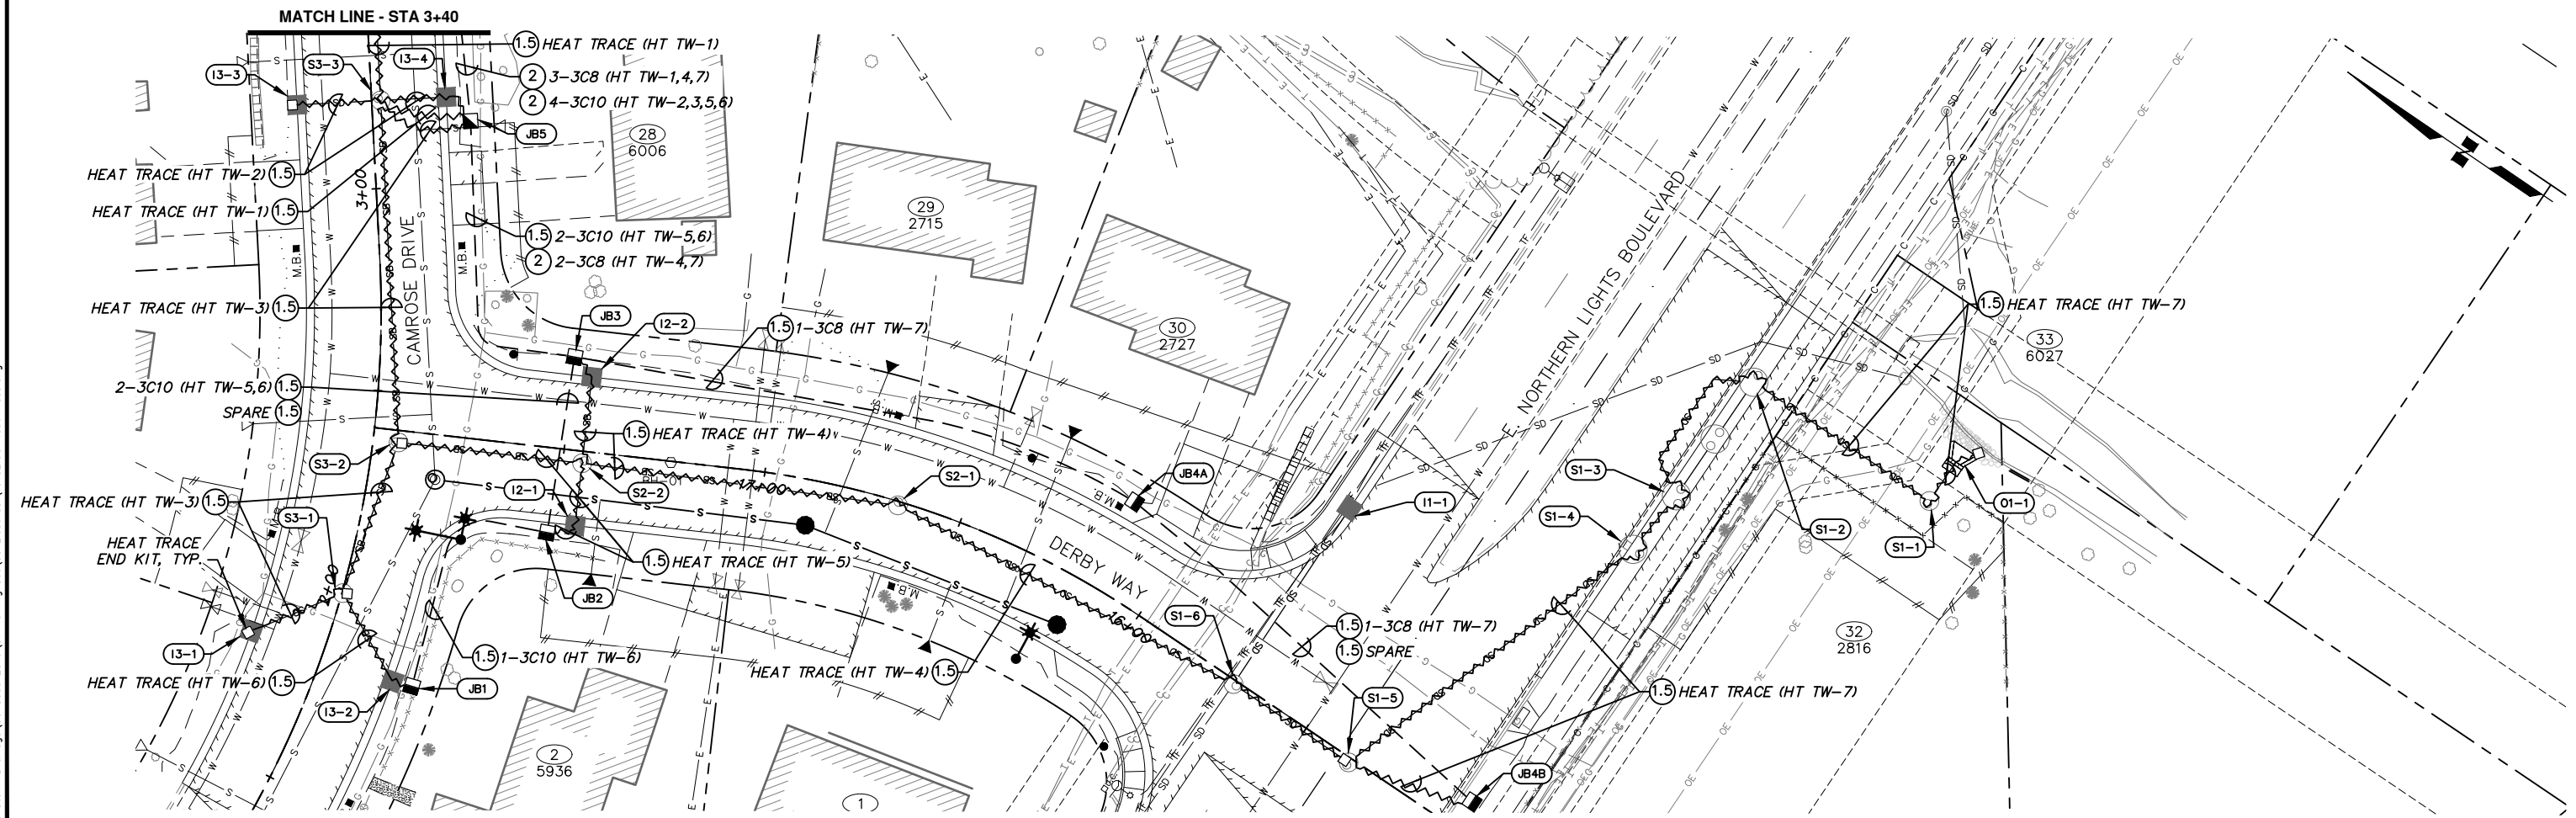 MATCH LINE - STA 3+40
1.5 HEAT TRACE (HT TW-1)
I3-3
S3-3
I3-4
2 3-3C8 (HT TW-1,4,7)
2 4-3C10 (HT TW-2,3,5,6)
JB5
28
6006
HEAT TRACE (HT TW-2) 1.5
HEAT TRACE (HT TW-1) 1.5
3+00
CAMROSE DRIVE
M.B.
M.B.
1.5 2-3C10 (HT TW-5,6)
2 2-3C8 (HT TW-4,7)
29
2715
30
2727
E. NORTHERN LIGHTS BOULEVARD
N
HEAT TRACE (HT TW-3) 1.5
JB3
I2-2
1.5 1-3C8 (HT TW-7)
1.5 HEAT TRACE (HT TW-7)
33
6027
2-3C10 (HT TW-5,6) 1.5
SPARE 1.5
M.B.
1.5 HEAT TRACE (HT TW-4)
S3-2
I2-1
S2-2
17+00
S2-1
JB4A
M.B.
I1-1
S1-3
S1-4
S1-2
S1-1
O1-1
HEAT TRACE (HT TW-3) 1.5
S3-1
HEAT TRACE
END KIT, TYP.
1.5 HEAT TRACE (HT TW-5)
JB2
DERBY WAY
M.B.
16+00
S1-6
1.5 1-3C8 (HT TW-7)
1.5 SPARE
32
2816
I3-1
1.5 1-3C10 (HT TW-6)
HEAT TRACE (HT TW-4) 1.5
HEAT TRACE (HT TW-6) 1.5
JB1
I3-2
S1-5
1.5 HEAT TRACE (HT TW-7)
2
5936
1
JB4B